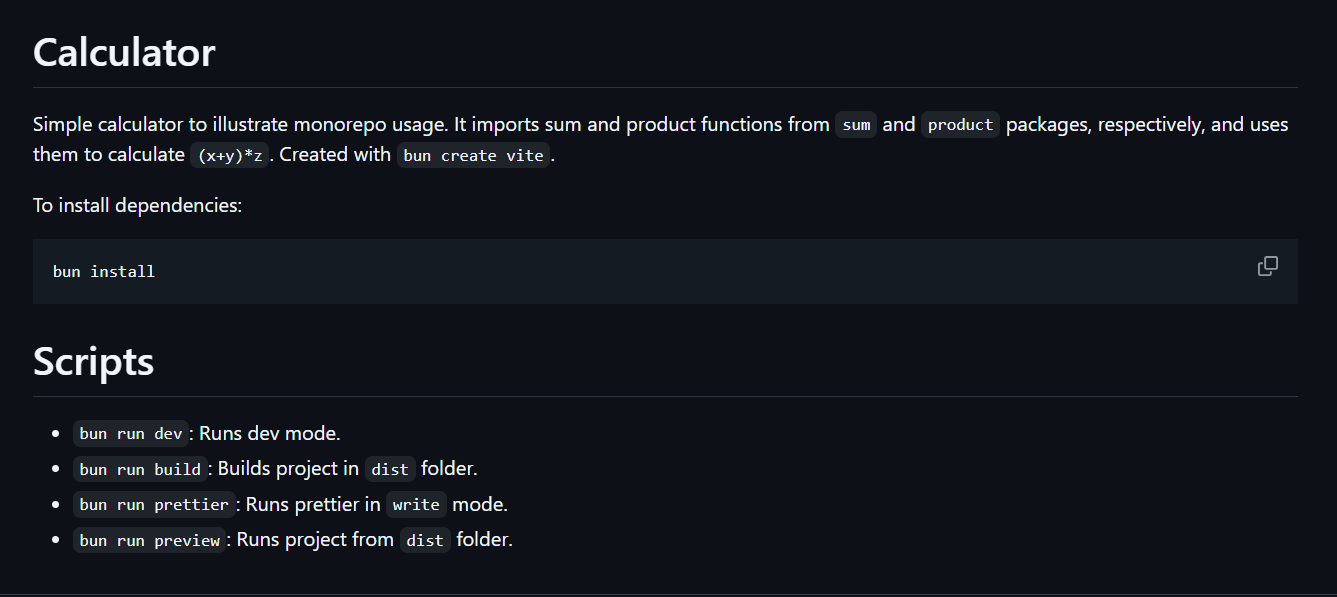 Calculator
Simple calculator to illustrate monorepo usage. It imports sum and product functions from sum and product packages, respectively, and uses
them to calculate (x+y)*z. Created with bun create vite.
To install dependencies:
bun install
Scripts
bun run dev: Runs dev mode.
bun run build: Builds project in dist folder.
bun run prettier: Runs prettier in write mode.
bun run preview: Runs project from dist folder.